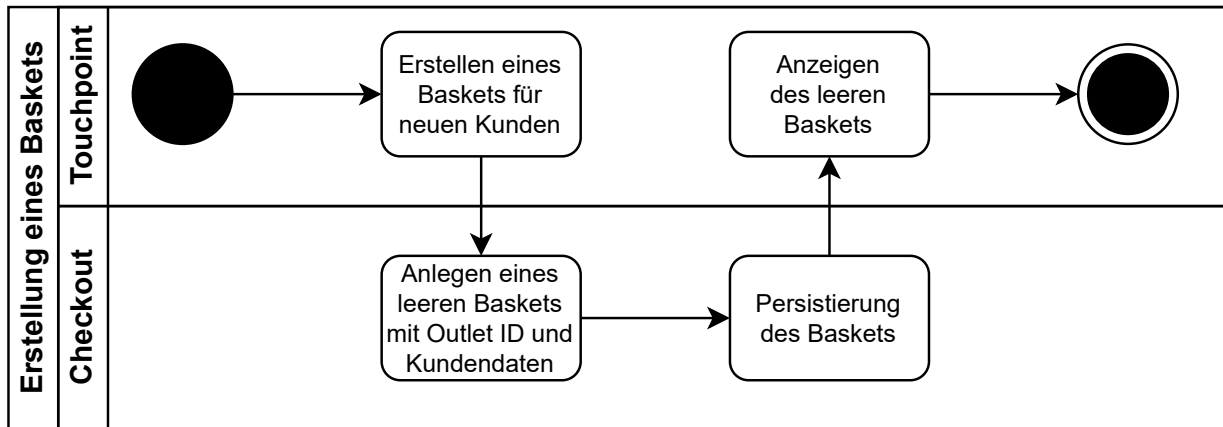 Erstellung eines Baskets
Touchpoint
Erstellen eines
Baskets für
neuen Kunden
Anzeigen
des leeren
Baskets
Checkout
Anlegen eines
leeren Baskets
mit Outlet ID und
Kundendaten
Persistierung
des Baskets